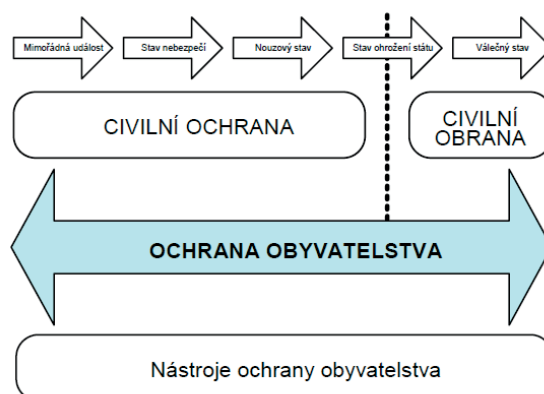 Mimořádná událost
Stav nebezpečí
Nouzový stav
Stav ohrožení státu
Válečný stav
CIVILNÍ OCHRANA
CIVILNÍ
OBRANA
OCHRANA OBYVATELSTVA
Nástroje ochrany obyvatelstva